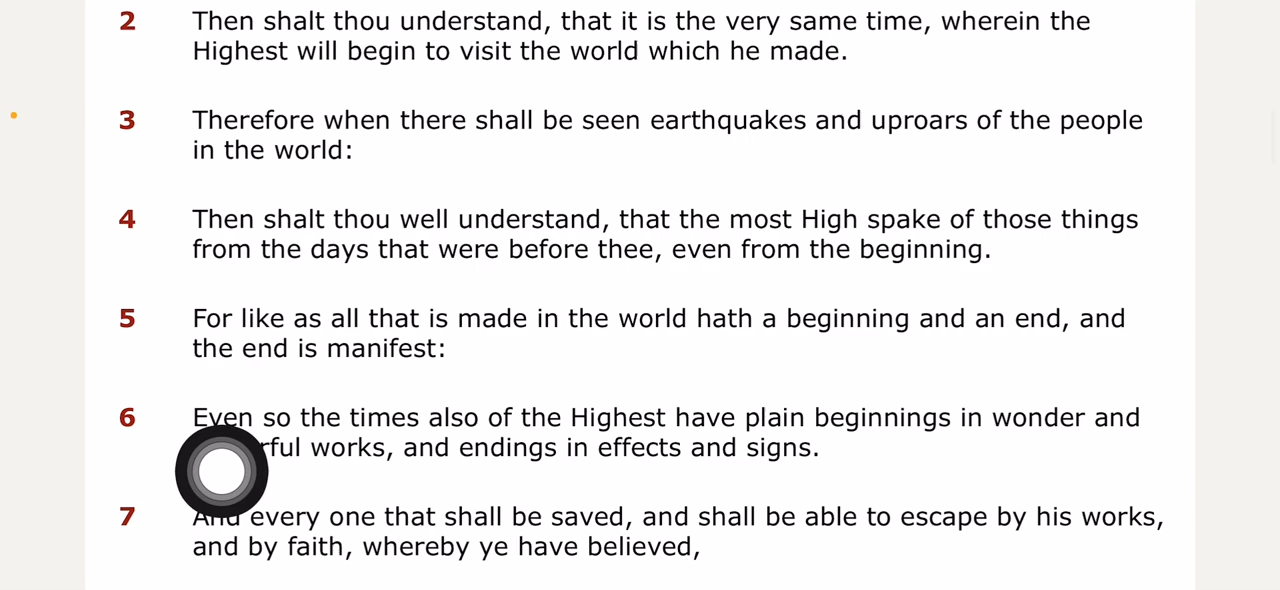 2 Then shalt thou understand, that it is the very same time, wherein the
Highest will begin to visit the world which he made.
3 Therefore when there shall be seen earthquakes and uproars of the people
in the world:
4 Then shalt thou well understand, that the most High spake of those things
from the days that were before thee, even from the beginning.
5 For like as all that is made in the world hath a beginning and an end, and
the end is manifest:
6 Even so the times also of the Highest have plain beginnings in wonder and
works, and endings in effects and signs.
7 And every one that shall be saved, and shall be able to escape by his works,
and by faith, whereby ye have believed,